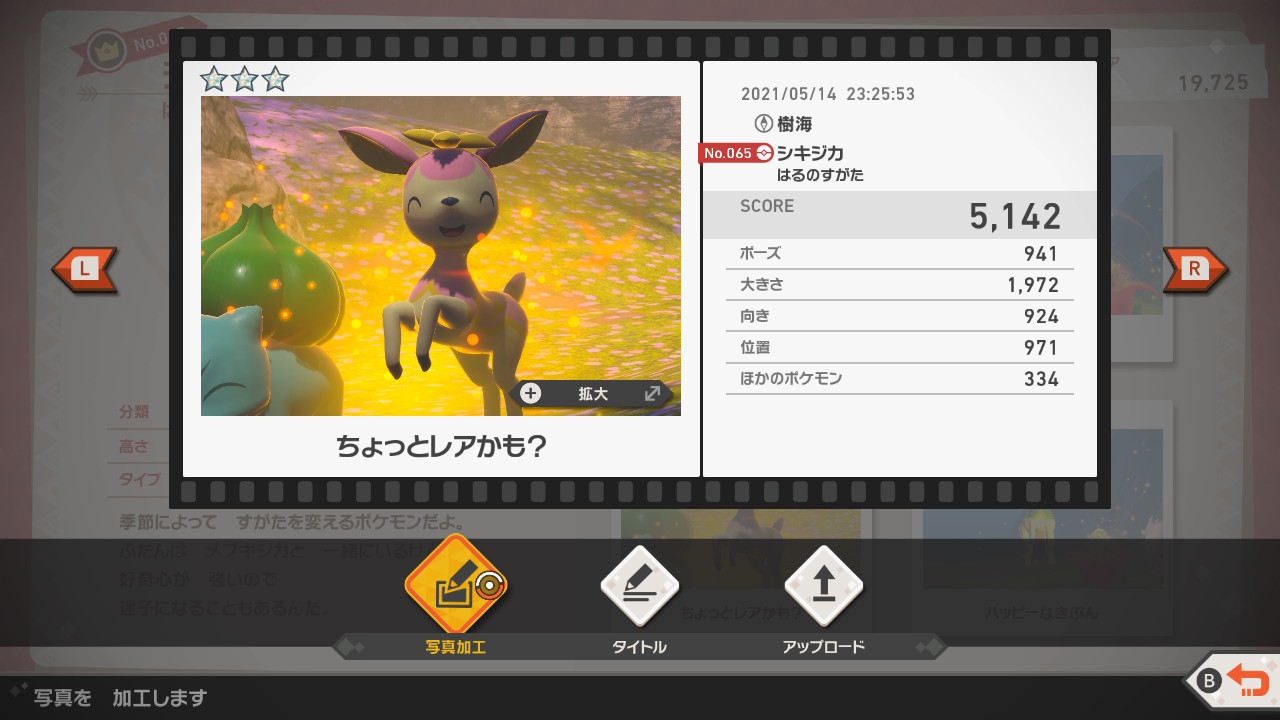 No.0
19,725
2021/05/14 23:25:53
樹海
No.065 シキジカ
はるのすがた
SCORE 5,142
ポーズ 941
大きさ 1,972
向き 924
位置 971
ほかのポケモン 334
L
R
拡大
ちょっとレアかも?
分類
高さ
タイプ
季節によって すがたを変えるポケモンだよ。
ふだんは メブキジカと 一緒にいるけ
好奇心が 強いので
迷子になることもあるんだ。
ちょっとレアかも?
ハッピーなきぶん
写真加工
タイトル
アップロード
写真を 加工します
B